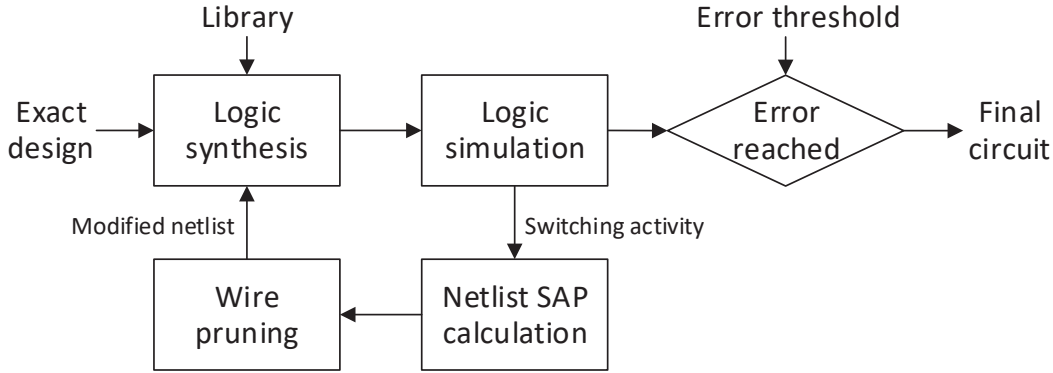 Library
Error threshold
Exact
design
Logic
synthesis
Logic
simulation
Error
reached
Final
circuit
Modified netlist
Switching activity
Wire
pruning
Netlist SAP
calculation